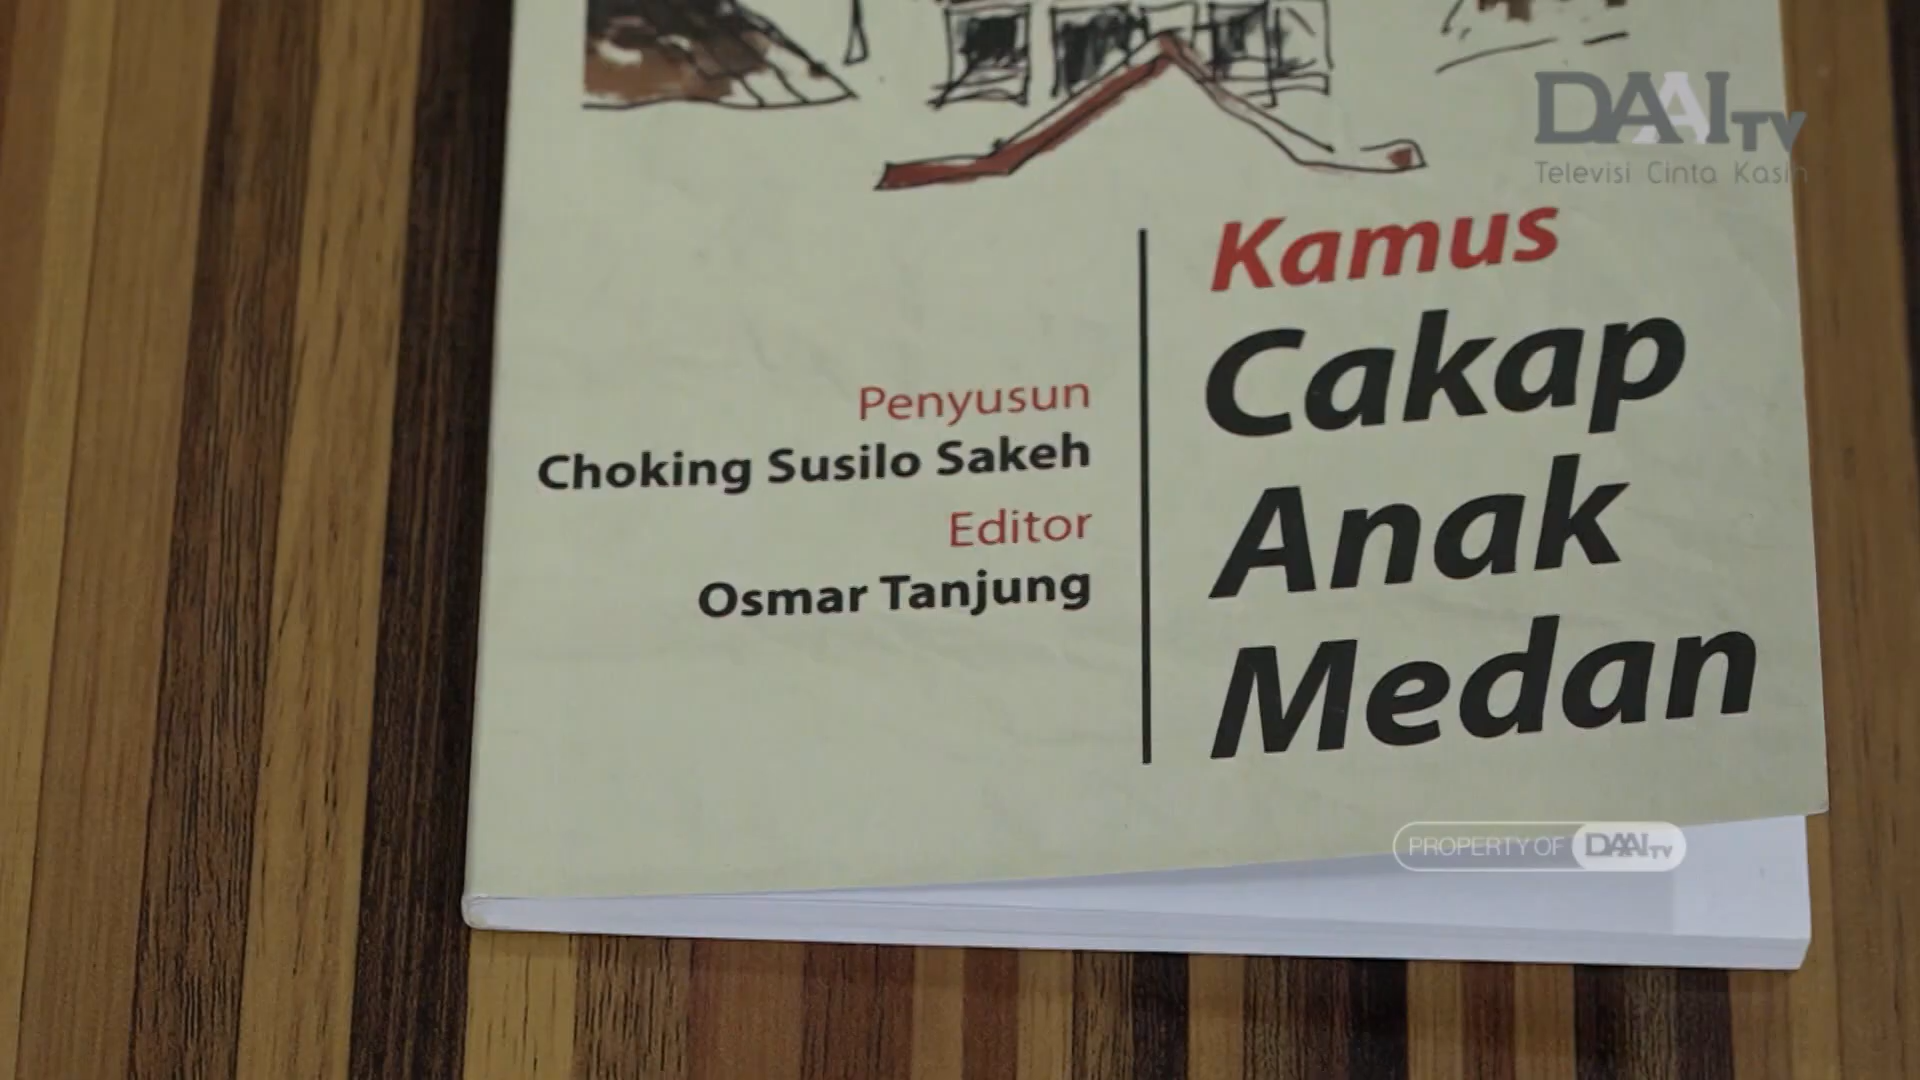 DAAI TV
Televisi Cinta Kasih
Kamus
Cakap
Anak
Medan
Penyusun
Choking Susilo Sakeh
Editor
Osmar Tanjung
PROPERTY OF DAAI TV